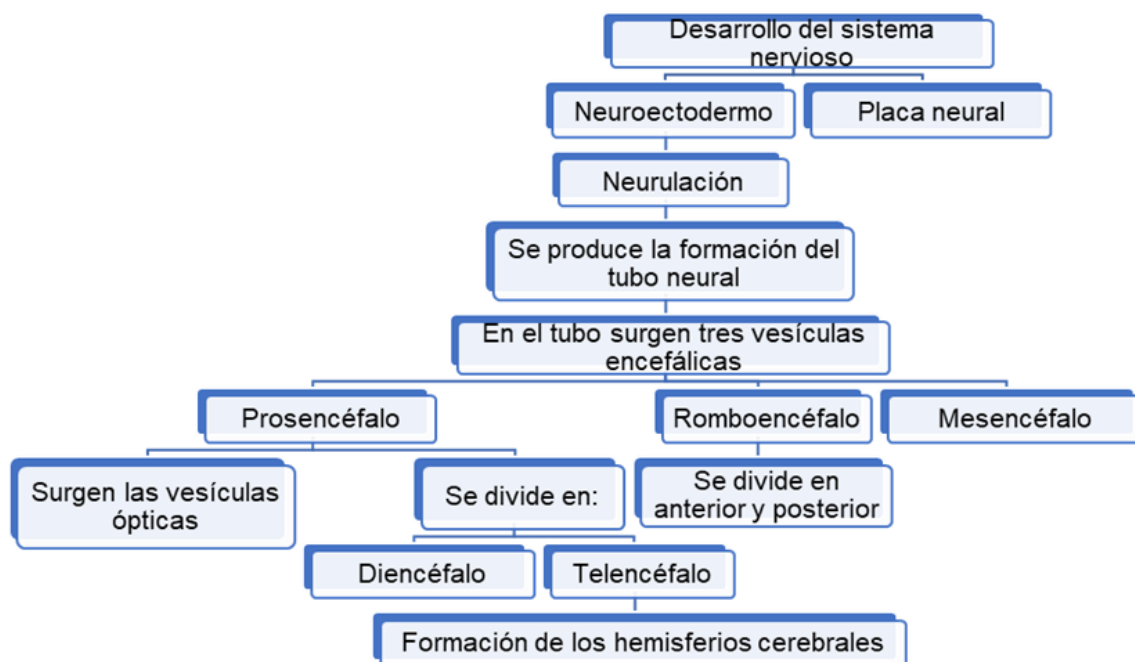 Desarrollo del sistema
nervioso
Neuroectodermo
Placa neural
Neurulación
Se produce la formación del
tubo neural
En el tubo surgen tres vesículas
encefálicas
Prosencéfalo
Romboencéfalo
Mesencéfalo
Surgen las vesículas
ópticas
Se divide en:
Se divide en
anterior y posterior
Diencéfalo
Telencéfalo
Formación de los hemisferios cerebrales